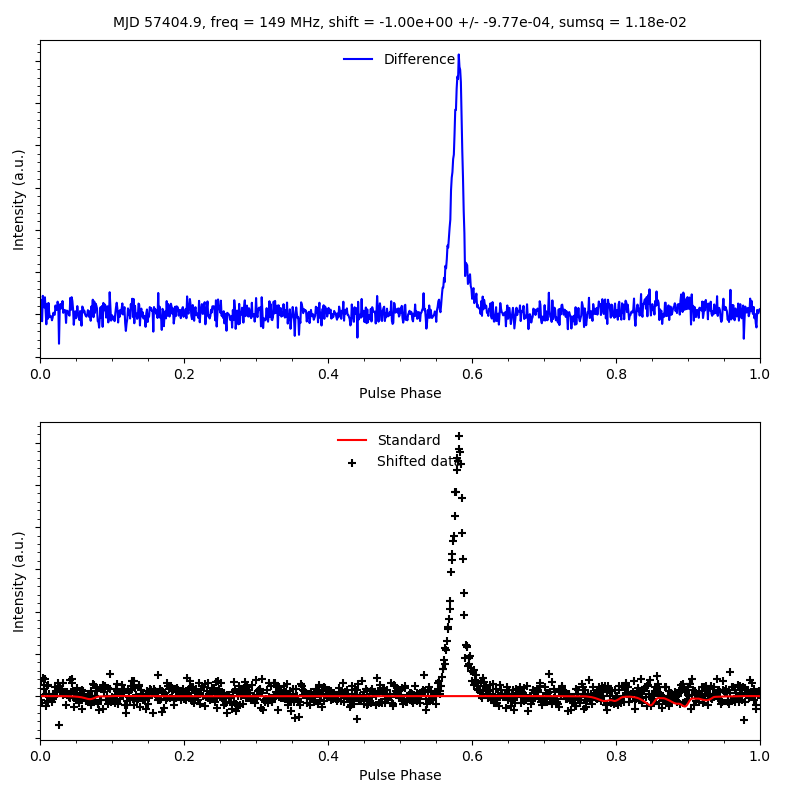 MJD 57404.9, freq = 149 MHz, shift = -1.00e+00 +/- -9.77e-04, sumsq = 1.18e-02
Difference
Intensity (a.u.)
0.0 0.2 0.4 0.6 0.8 1.0
Pulse Phase
Standard
Shifted data
Intensity (a.u.)
0.0 0.2 0.4 0.6 0.8 1.0
Pulse Phase